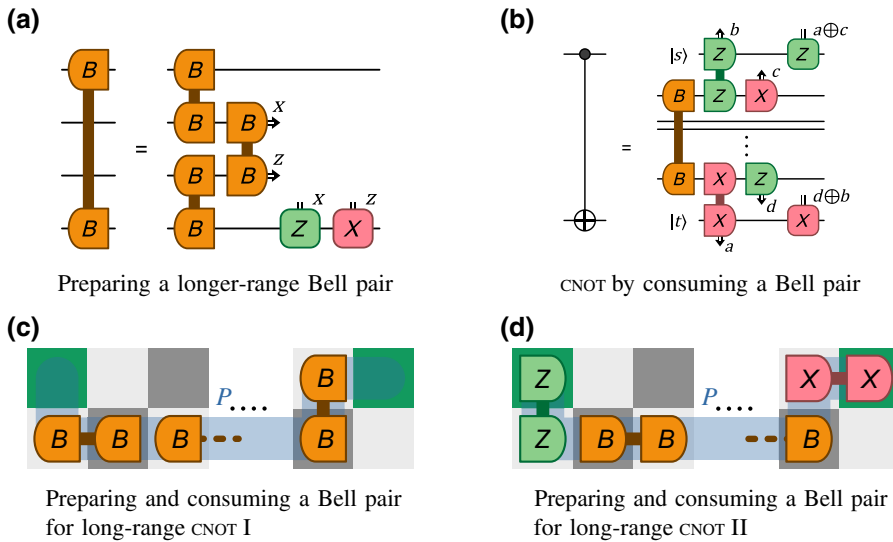 (a)
B
=
B
B B x
B B z
B B x z
Z X
Preparing a longer-range Bell pair
(b)
=
|s⟩ Z b a⊕c
Z
B Z X c
⋮
B X Z d
|t⟩ X a d⊕b
X
CNOT by consuming a Bell pair
(c)
B
P....
B B B B
Preparing and consuming a Bell pair
for long-range CNOT I
(d)
Z X X
P....
Z B B B
Preparing and consuming a Bell pair
for long-range CNOT II